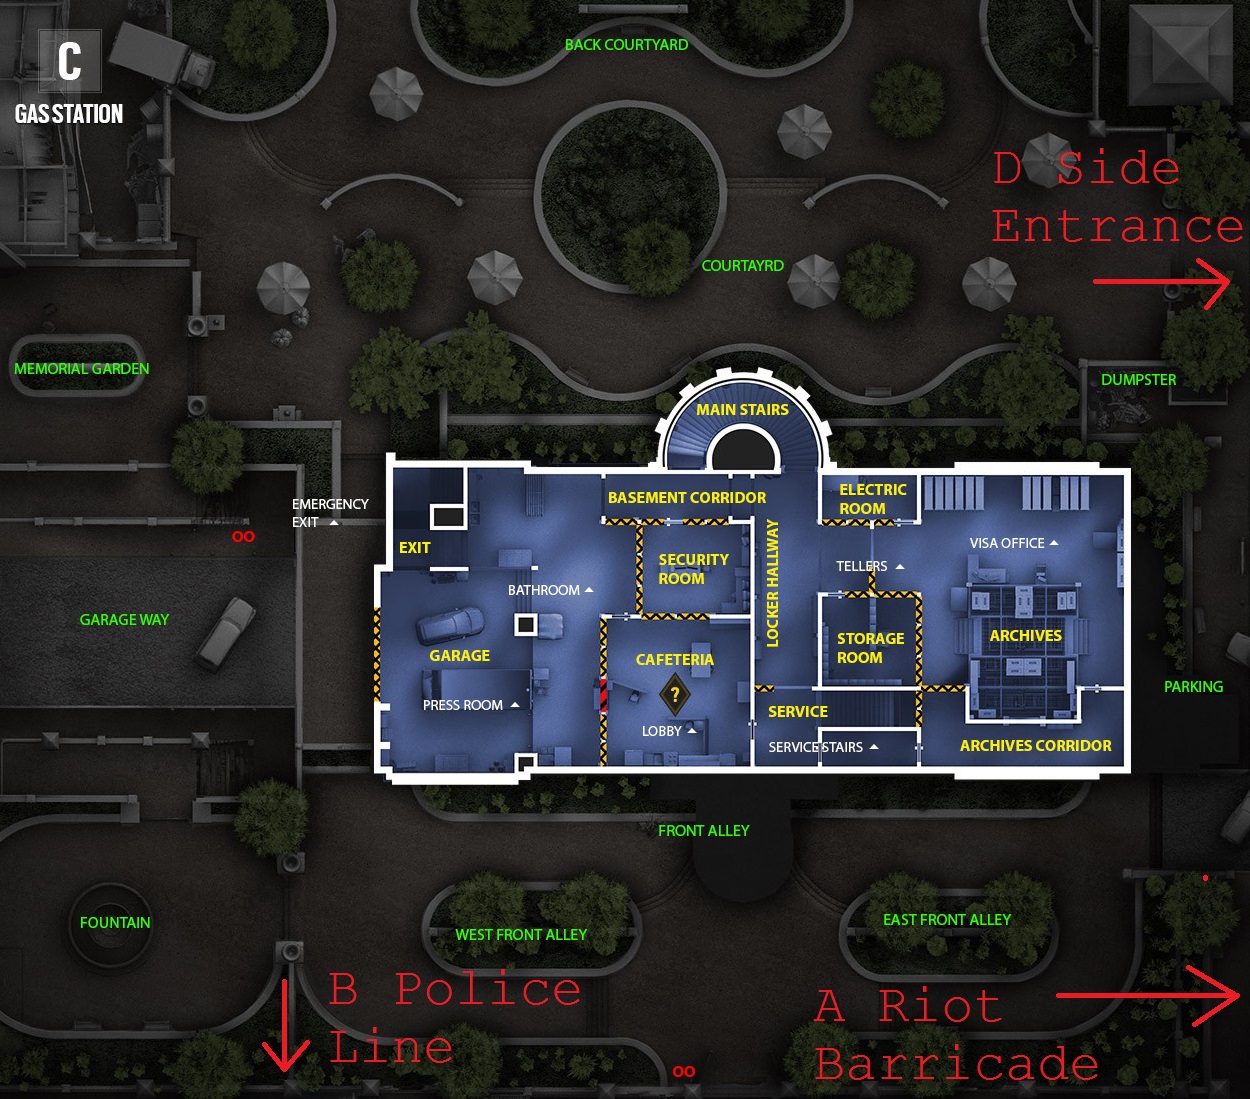 BACK COURTYARD
C
GAS STATION
D Side
Entrance
COURTAYRD
MEMORIAL GARDEN
DUMPSTER
MAIN STAIRS
EMERGENCY
EXIT
BASEMENT CORRIDOR
ELECTRIC
ROOM
OO
EXIT
VISA OFFICE
SECURITY
ROOM
TELLERS
LOCKER HALLWAY
BATHROOM
GARAGE WAY
GARAGE
CAFETERIA
STORAGE
ROOM
ARCHIVES
?
PARKING
PRESS ROOM
SERVICE
LOBBY
SERVICE STAIRS
ARCHIVES CORRIDOR
FRONT ALLEY
FOUNTAIN
WEST FRONT ALLEY
EAST FRONT ALLEY
B Police
Line
A Riot
Barricade
OO